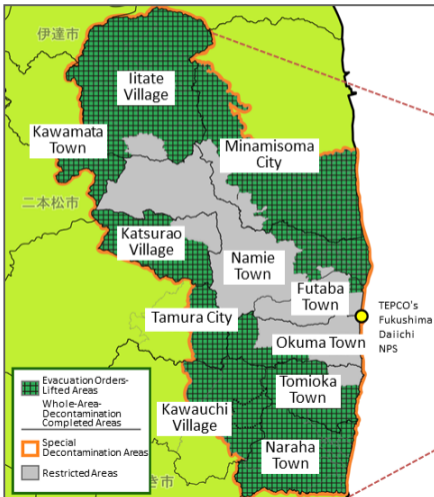 伊達市
Iitate
Village
Kawamata
Town
Minamisoma
City
二本松市
Katsurao
Village
Namie
Town
Futaba
Town
TEPCO's
Fukushima
Daiichi
NPS
Tamura City
Okuma Town
Tomioka
Town
Kawauchi
Village
Naraha
Town
Evacuation Orders-
Lifted Areas
Whole-Area-
Decontamination
Completed Areas
Special
Decontamination Areas
Restricted Areas
き市